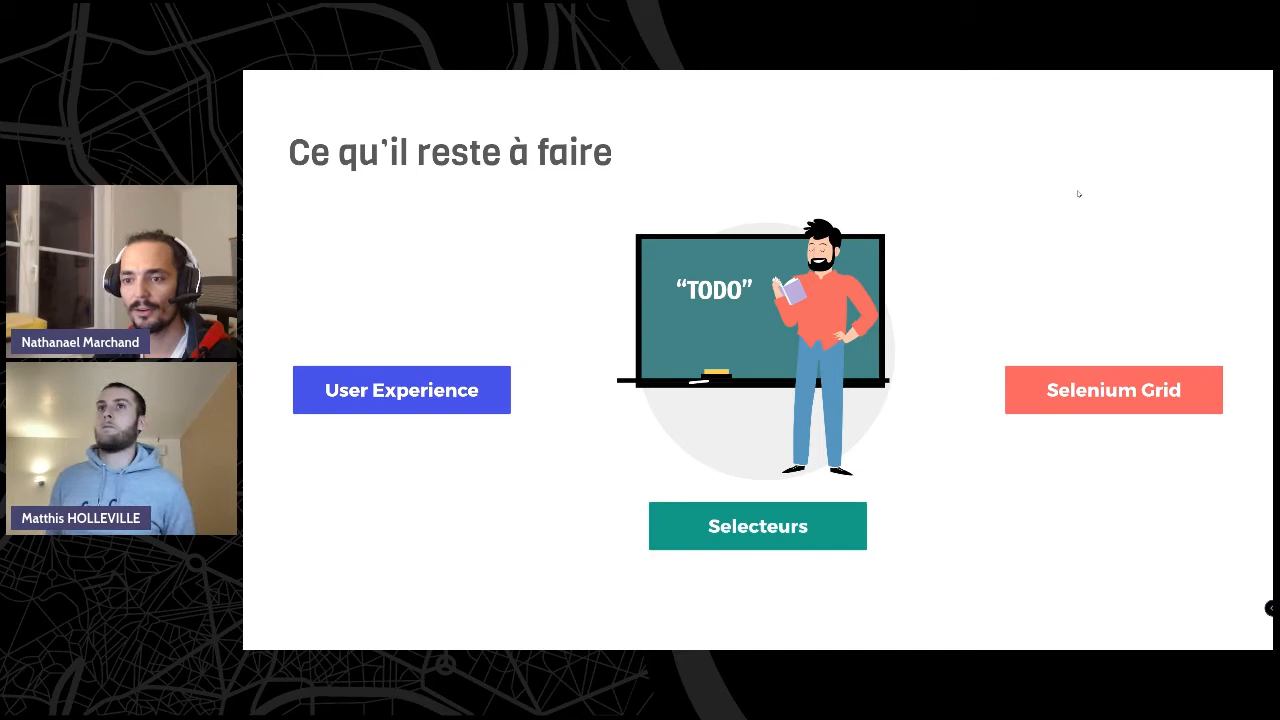 Ce qu’il reste à faire
“TODO”
Nathanael Marchand
User Experience
Selenium Grid
Matthis HOLLEVILLE
Selecteurs